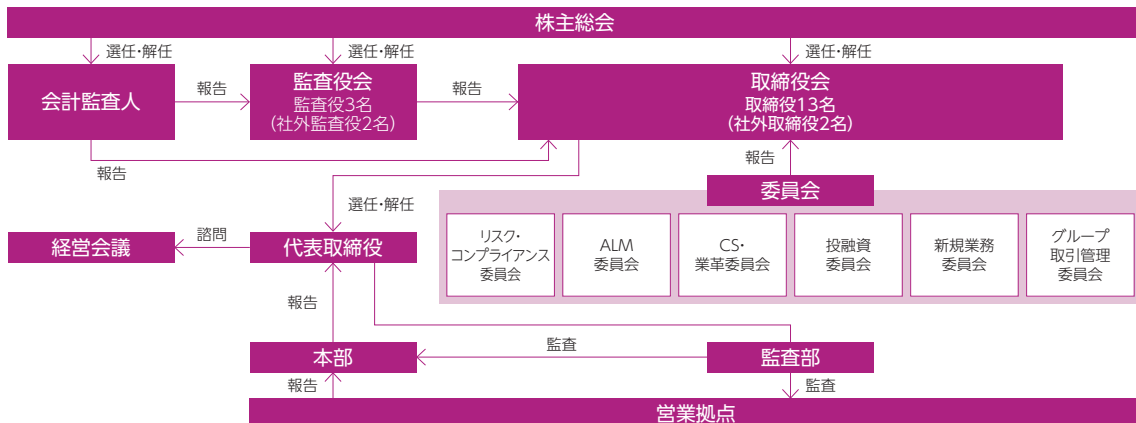 株主総会
選任・解任
選任・解任
選任・解任
会計監査人
報告
監査役会
監査役3名
(社外監査役2名)
報告
取締役会
取締役13名
(社外取締役2名)
報告
報告
委員会
選任・解任
経営会議
諮問
代表取締役
リスク・
コンプライアンス
委員会
ALM
委員会
CS・
業革委員会
投融資
委員会
新規業務
委員会
グループ
取引管理
委員会
報告
本部
監査
監査部
報告
監査
営業拠点